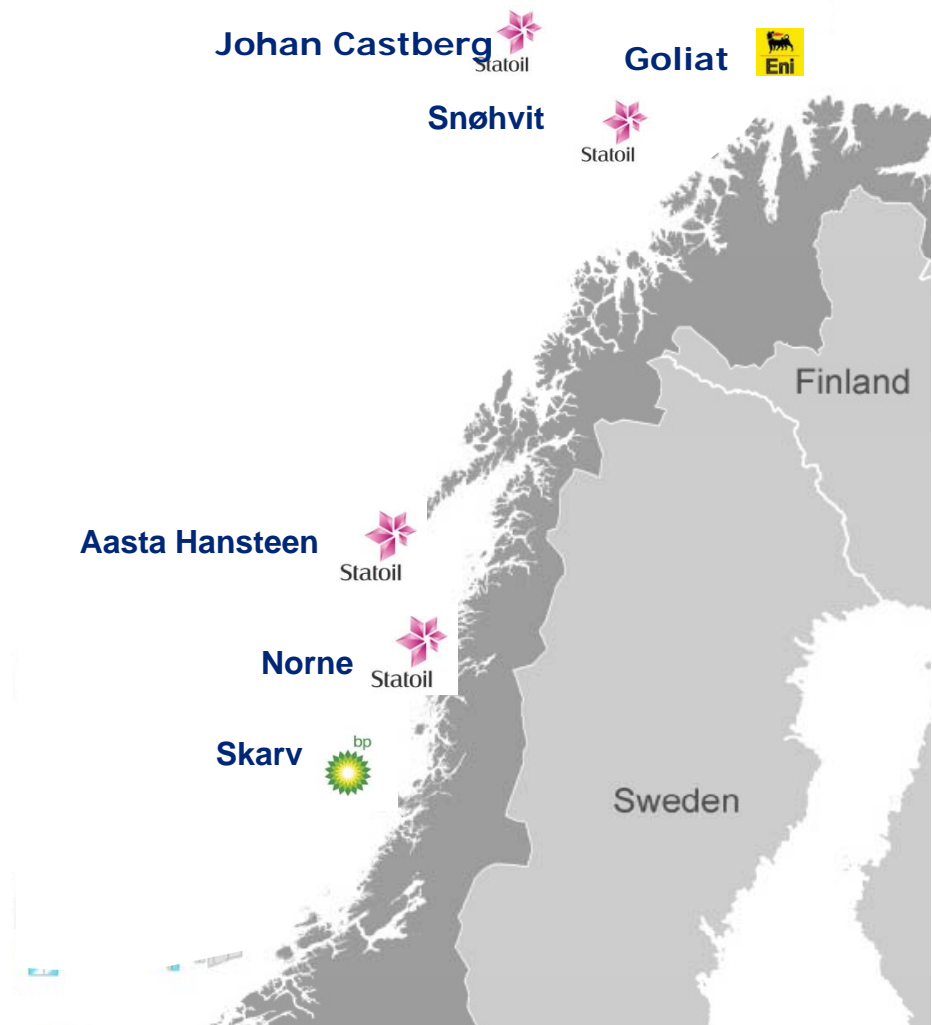 Johan Castberg
Statoil
Goliat
Eni
Snøhvit
Statoil
Finland
Aasta Hansteen
Statoil
Norne
Statoil
bp
Skarv
Sweden